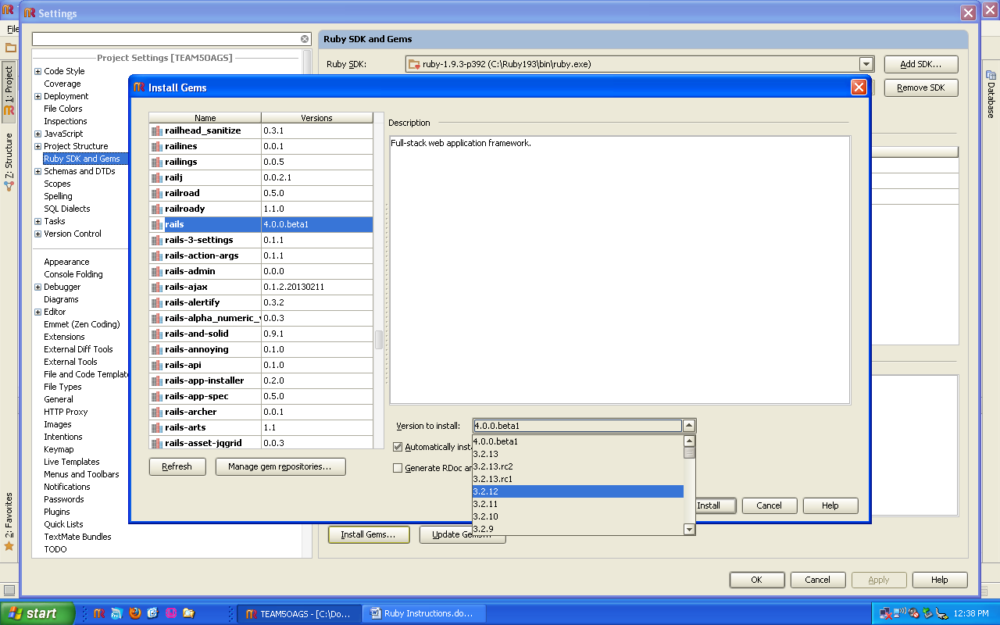 Settings
File
Ruby SDK and Gems
Project Settings [TEAM5OAGS]
Ruby SDK:
ruby-1.9.3-p392 (C:\Ruby193\bin\ruby.exe)
Add SDK...
Remove SDK
1: Project
Z: Structure
2: Favorites
Database
Code Style
Coverage
Deployment
File Colors
Inspections
JavaScript
Project Structure
Ruby SDK and Gems
Schemas and DTDs
Scopes
Spelling
SQL Dialects
Tasks
Version Control
Appearance
Console Folding
Debugger
Diagrams
Editor
Emmet (Zen Coding)
Extensions
External Diff Tools
External Tools
File and Code Templat
File Types
General
HTTP Proxy
Images
Intentions
Keymap
Live Templates
Menus and Toolbars
Notifications
Passwords
Plugins
Quick Lists
TextMate Bundles
TODO
Install Gems
Name Versions
railhead_sanitize 0.3.1
railines 0.0.1
railings 0.0.5
railj 0.0.2.1
railroad 0.5.0
railroady 1.1.0
rails 4.0.0.beta1
rails-3-settings 0.1.1
rails-action-args 0.1.1
rails-admin 0.0.0
rails-ajax 0.1.2.20130211
rails-alertify 0.3.2
rails-alpha_numeric_ 0.0.3
rails-and-solid 0.9.1
rails-annoying 0.1.0
rails-api 0.1.0
rails-app-installer 0.2.0
rails-app-spec 0.5.0
rails-archer 0.0.1
rails-arts 1.1
rails-asset-jqgrid 0.0.3
Refresh
Manage gem repositories...
Description
Full-stack web application framework.
Version to install: 4.0.0.beta1
Automatically inst
Generate RDoc ar
4.0.0.beta1
3.2.13
3.2.13.rc2
3.2.13.rc1
3.2.12
3.2.11
3.2.10
3.2.9
Install
Cancel
Help
Install Gems...
Update Gems...
OK
Cancel
Apply
Help
start
TEAM5OAGS - [C:\Do...
Ruby Instructions.do...
12:38 PM